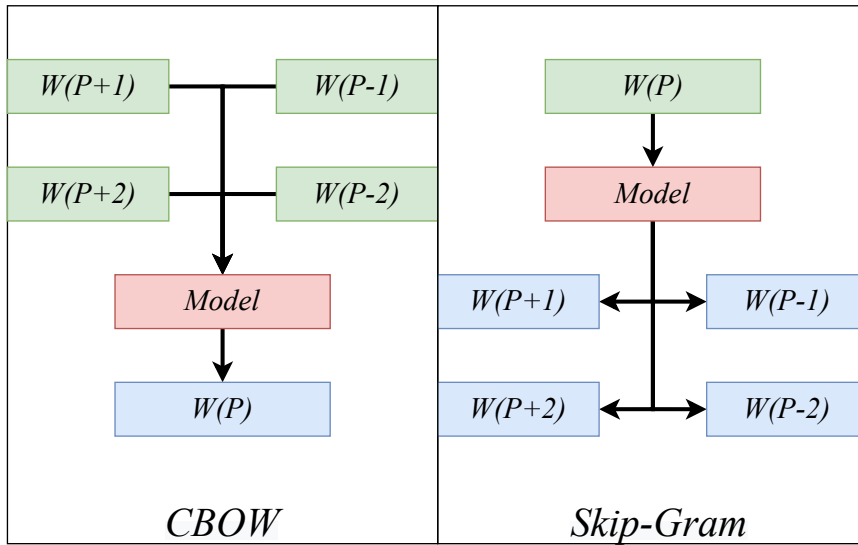 W(P+1)
W(P-1)
W(P+2)
W(P-2)
Model
W(P)
CBOW
W(P)
Model
W(P+1)
W(P-1)
W(P+2)
W(P-2)
Skip-Gram